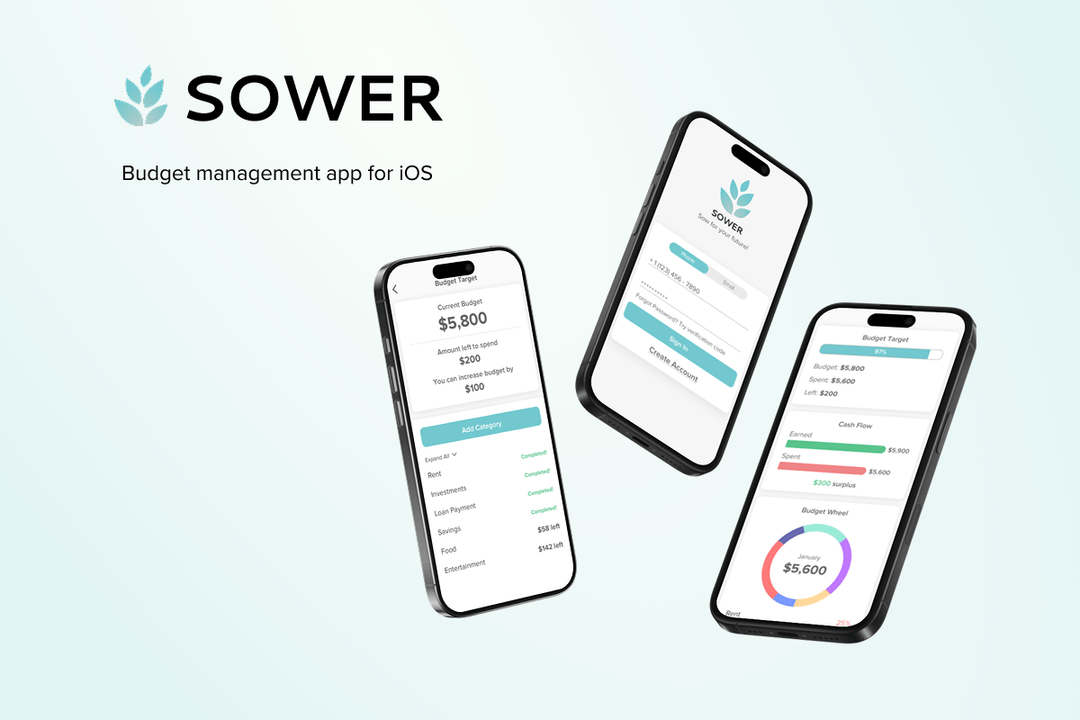 SOWER
Budget management app for iOS
Budget Target
Current Budget
$5,800
Amount left to spend
$200
You can increase budget by
$100
Add Category
Expand All
Rent Completed!
Investments Completed!
Loan Payment Completed!
Savings Completed!
Food $58 left
Entertainment $142 left
SOWER
Sow for your future!
Phone Email
+ 1 (123) 456 - 7890
Forgot Password? Try verification code
Sign In
Create Account
Budget Target
97%
Budget: $5,800
Spent: $5,600
Left: $200
Cash Flow
Earned
$5,900
Spent
$5,600
$300 surplus
Budget Wheel
January
$5,600
Rent 25%